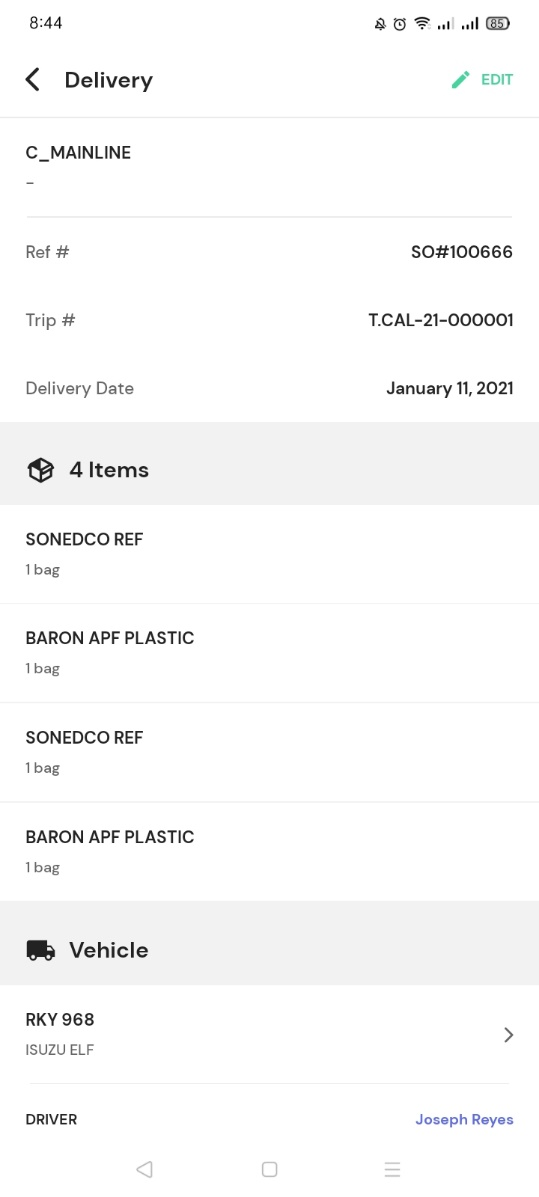 8:44
85
Delivery
EDIT
C_MAINLINE
-
Ref # SO#100666
Trip # T.CAL-21-000001
Delivery Date January 11, 2021
4 Items
SONEDCO REF
1 bag
BARON APF PLASTIC
1 bag
SONEDCO REF
1 bag
BARON APF PLASTIC
1 bag
Vehicle
RKY 968
ISUZU ELF
DRIVER Joseph Reyes